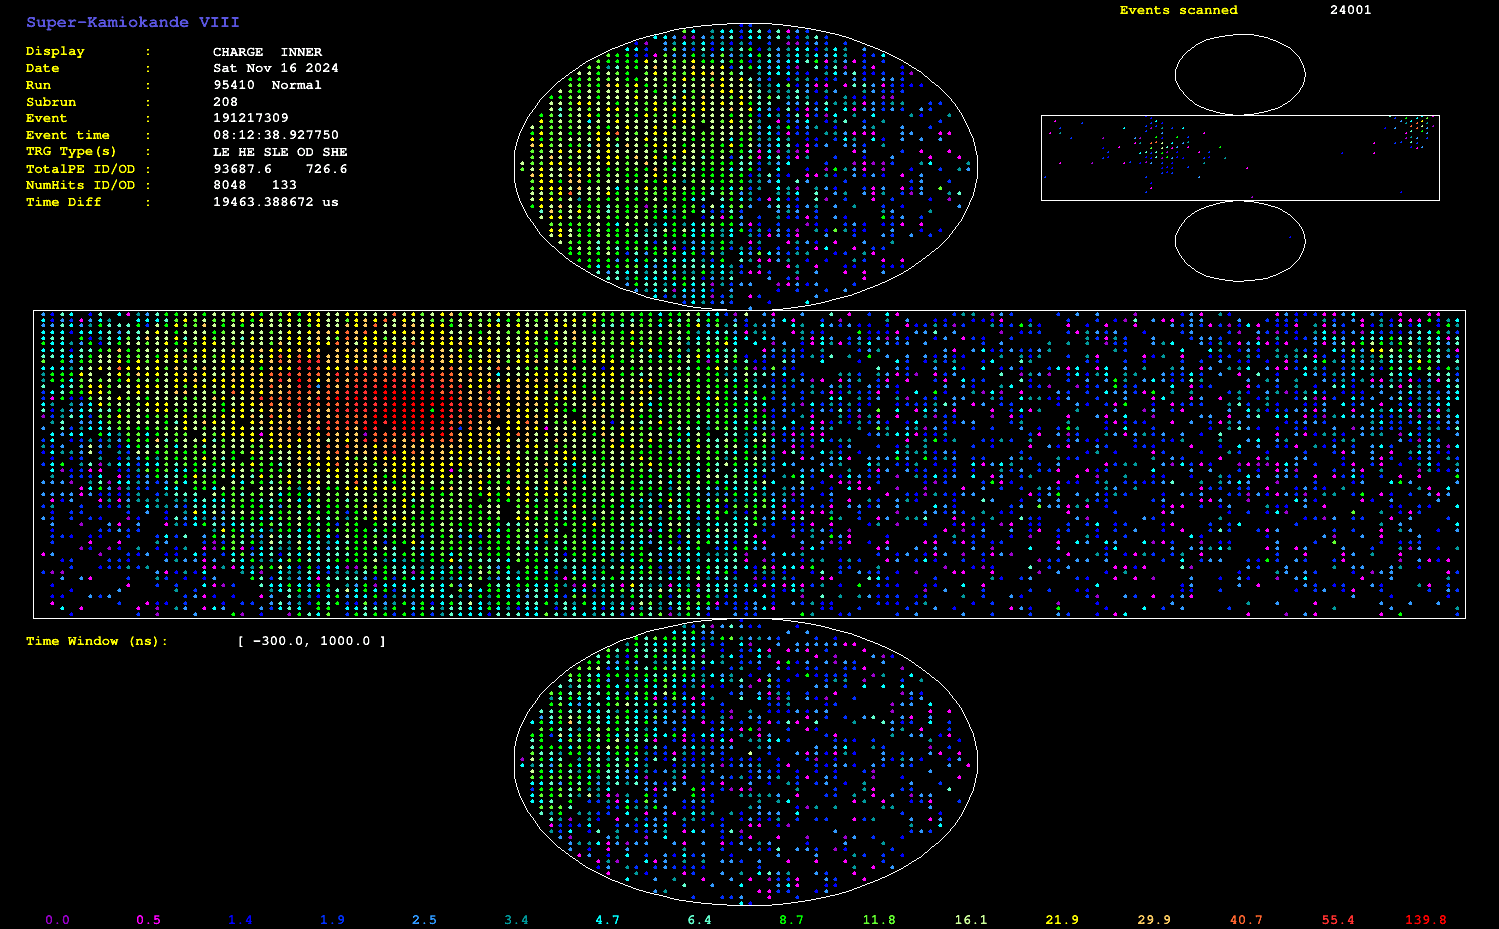 Super-Kamiokande VIII
Events scanned 24001
Display : CHARGE INNER
Date : Sat Nov 16 2024
Run : 95410 Normal
Subrun : 208
Event : 191217309
Event time : 08:12:38.927750
TRG Type(s) : LE HE SLE OD SHE
TotalPE ID/OD : 93687.6 726.6
NumHits ID/OD : 8048 133
Time Diff : 19463.388672 us
Time Window (ns): [ -300.0, 1000.0 ]
0.0 0.5 1.4 1.9 2.5 3.4 4.7 6.4 8.7 11.8 16.1 21.9 29.9 40.7 55.4 139.8